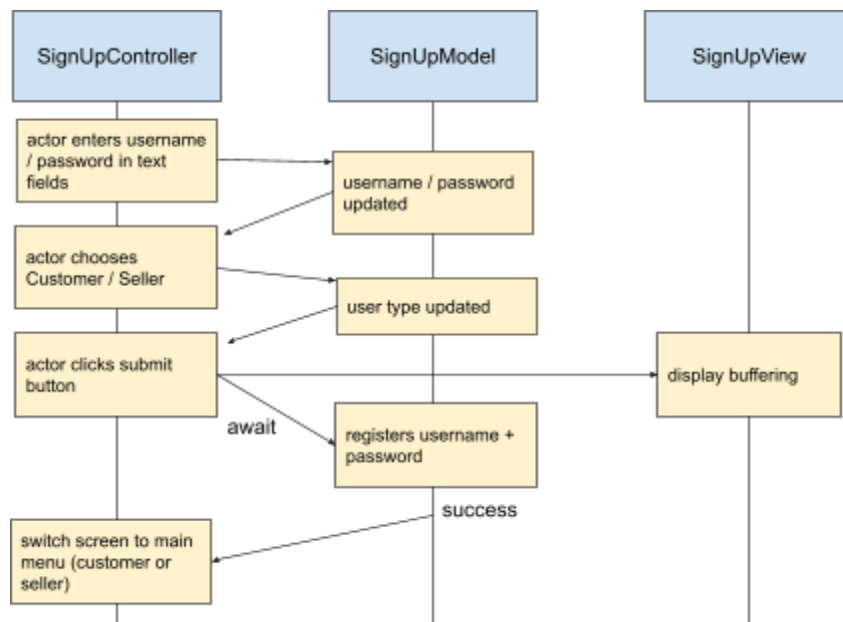 SignUpController
SignUpModel
SignUpView
actor enters username
/ password in text
fields
username / password
updated
actor chooses
Customer / Seller
user type updated
actor clicks submit
button
display buffering
await
registers username +
password
success
switch screen to main
menu (customer or
seller)